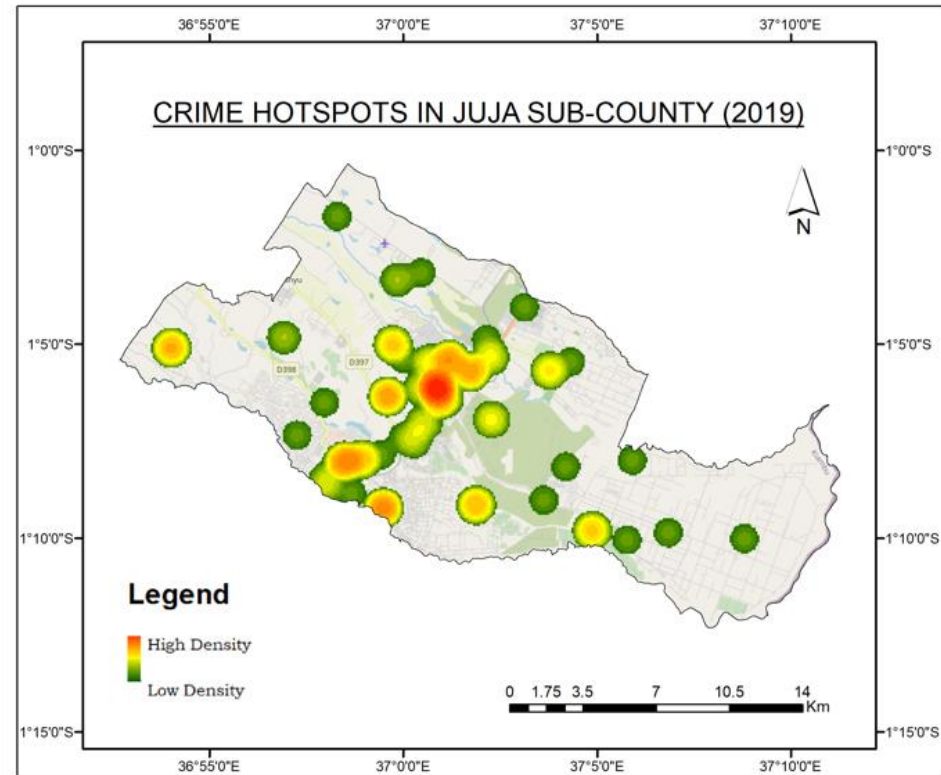 36°55'0"E 37°0'0"E 37°5'0"E 37°10'0"E
CRIME HOTSPOTS IN JUJA SUB-COUNTY (2019)
1°0'0"S 1°0'0"S
N
1°5'0"S 1°5'0"S
D397
D398
1°10'0"S 1°10'0"S
Legend
High Density
Low Density
0 1.75 3.5 7 10.5 14
Km
1°15'0"S 1°15'0"S
36°55'0"E 37°0'0"E 37°5'0"E 37°10'0"E